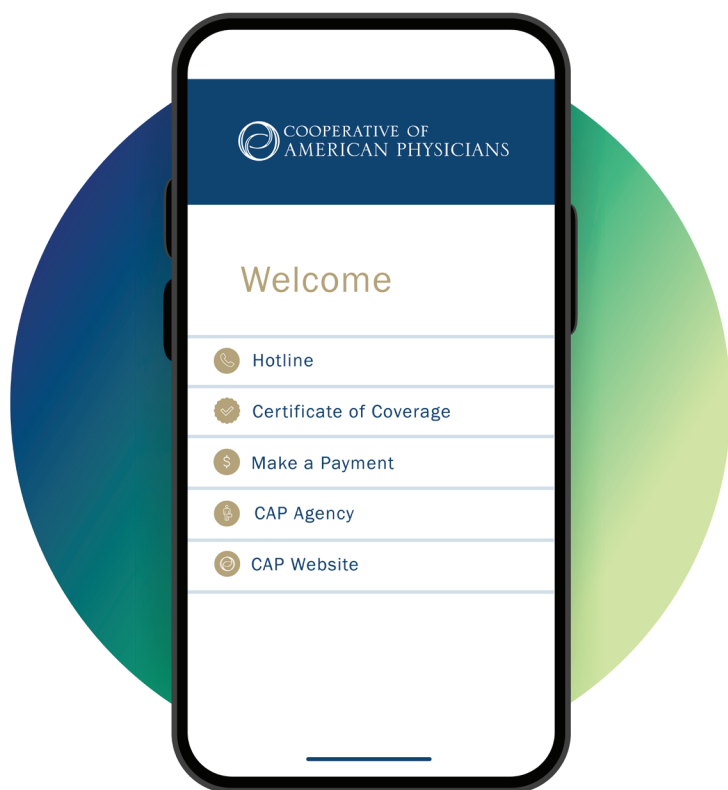 COOPERATIVE OF
AMERICAN PHYSICIANS
Welcome
Hotline
Certificate of Coverage
$
Make a Payment
CAP Agency
CAP Website